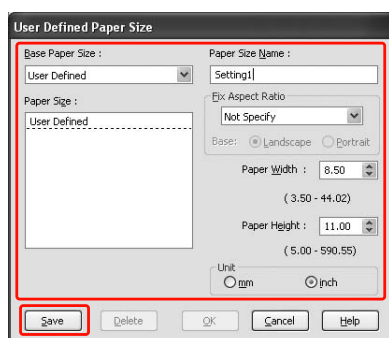 User Defined Paper Size
Base Paper Size :
User Defined
Paper Size :
User Defined
Paper Size Name :
Setting1
Fix Aspect Ratio
Not Specify
Base: Landscape Portrait
Paper Width : 8.50
( 3.50 - 44.02)
Paper Height : 11.00
( 5.00 - 590.55)
Unit
mm inch
Save Delete OK Cancel Help